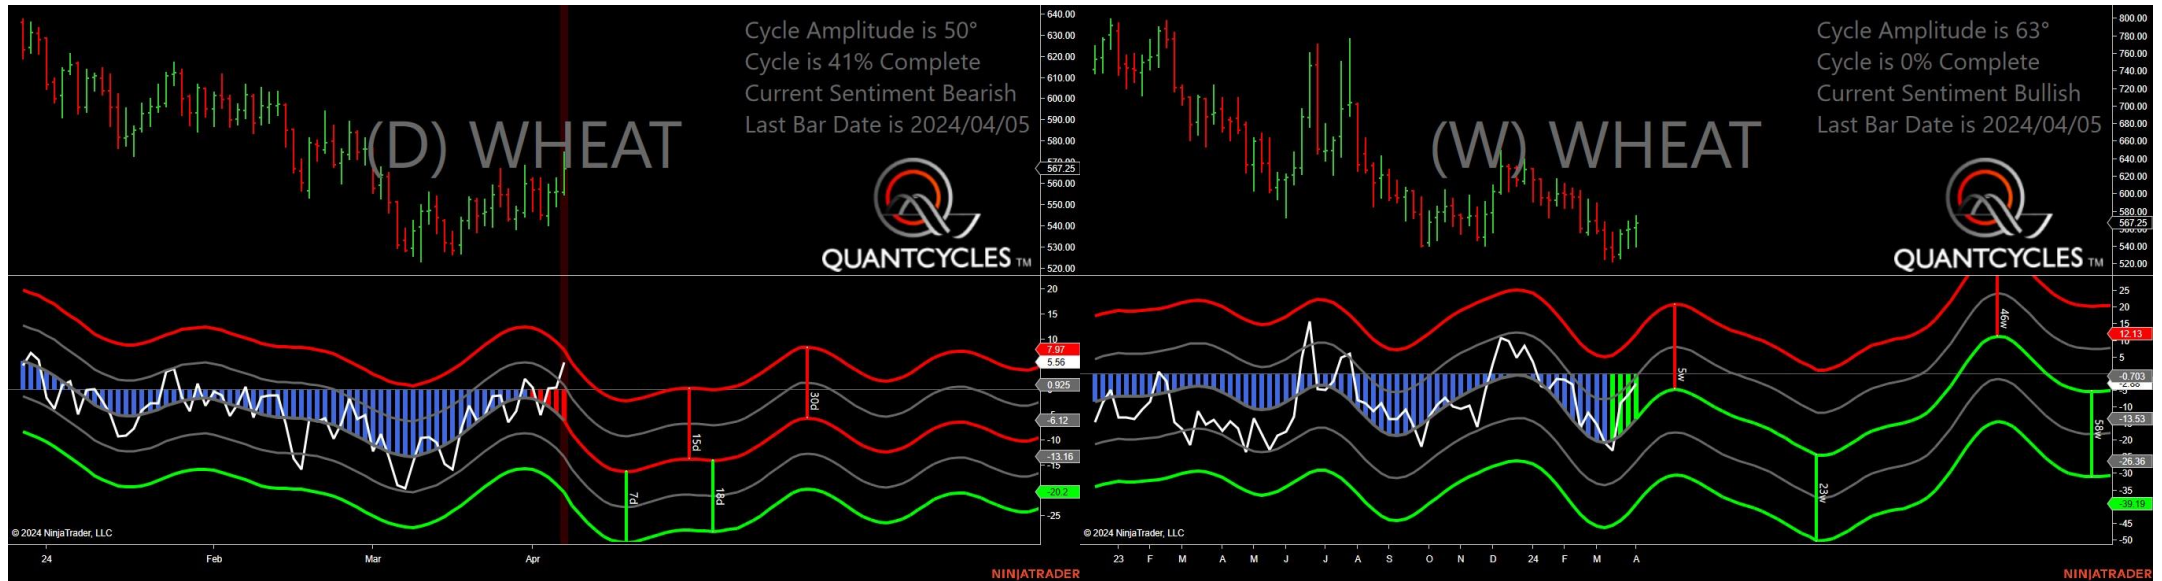 Cycle Amplitude is 50°
Cycle is 41% Complete
Current Sentiment Bearish
Last Bar Date is 2024/04/05
(D) WHEAT
QUANTCYCLES TM
640.00
630.00
620.00
610.00
600.00
590.00
580.00
570.00
567.25
560.00
550.00
540.00
530.00
520.00
20
15
10
7.97
5.56
0.925
-6.12
-10
-13.16
-15
-20.2
-25
15d
30d
7d
18d
© 2024 NinjaTrader, LLC
24 Feb Mar Apr
NINJATRADER
Cycle Amplitude is 63°
Cycle is 0% Complete
Current Sentiment Bullish
Last Bar Date is 2024/04/05
(W) WHEAT
QUANTCYCLES TM
800.00
780.00
760.00
740.00
720.00
700.00
680.00
660.00
640.00
620.00
600.00
580.00
567.25
540.00
520.00
25
20
15
12.13
5
-0.703
-2.88
-10
-13.53
-20
-26.36
-30
-35
-39.19
-45
-50
5w
46w
23w
58w
© 2024 NinjaTrader, LLC
23 F M A M J J A S O N D 24 F M A
NINJATRADER